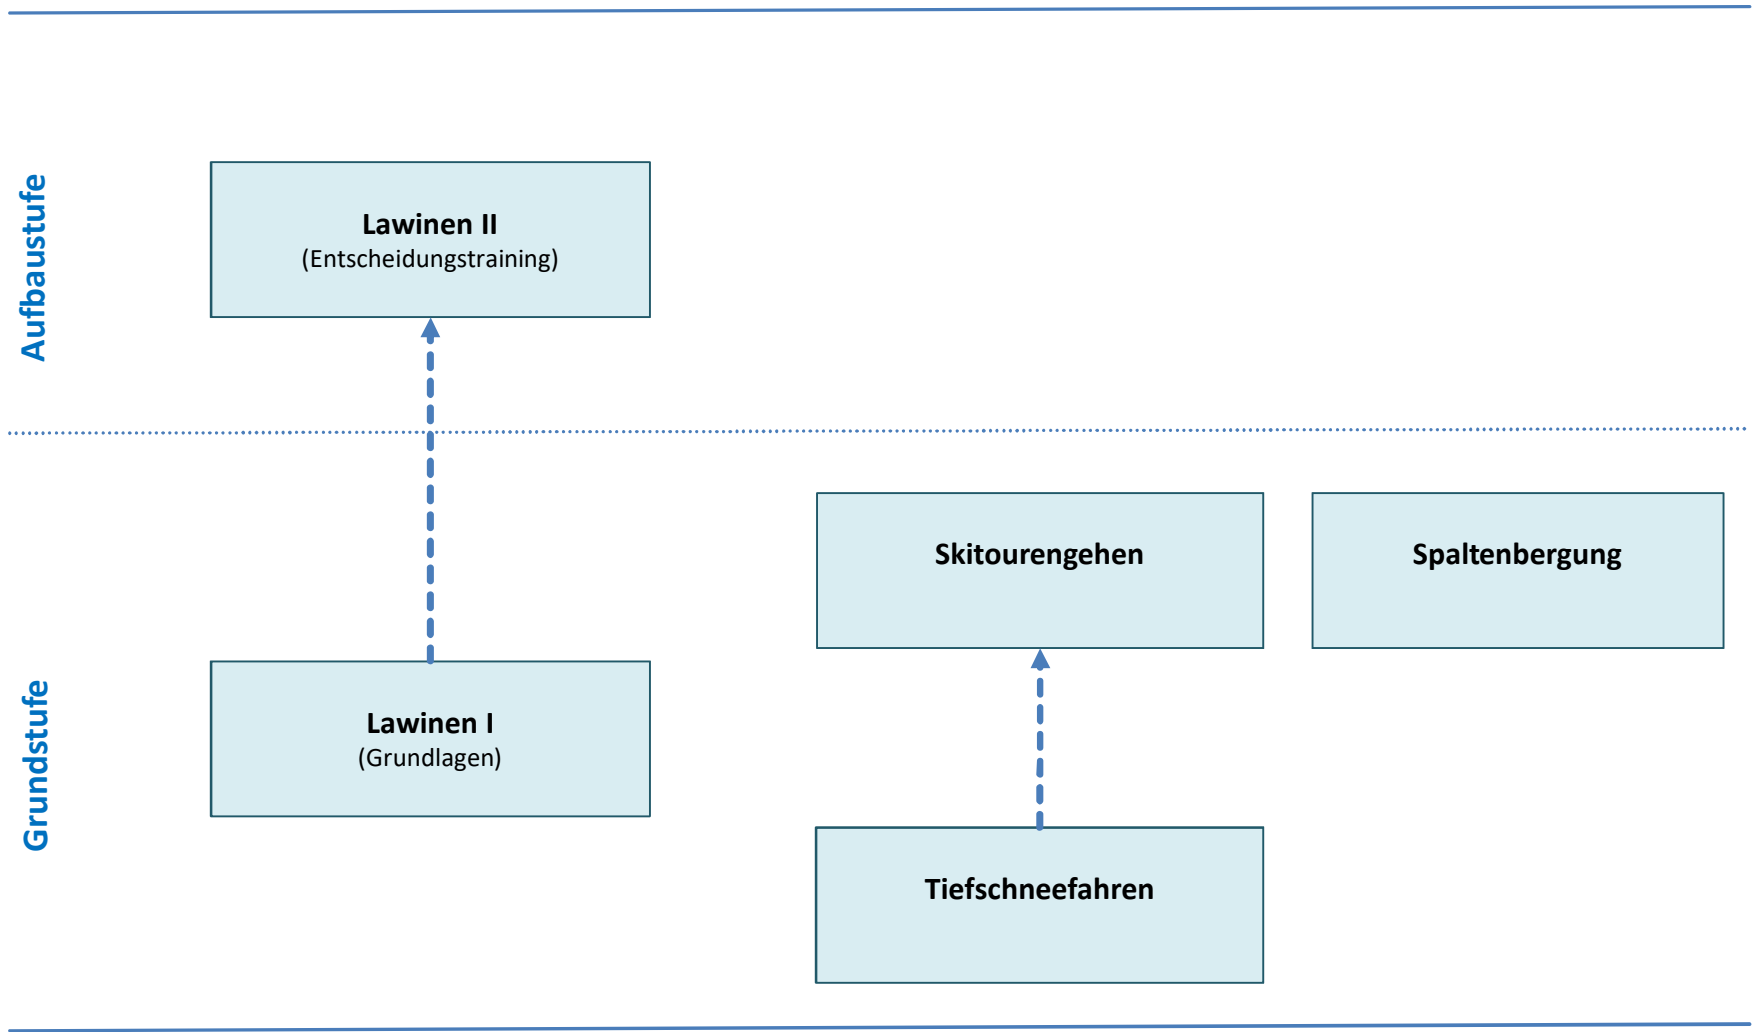 Aufbaustufe
Lawinen II
(Entscheidungstraining)
Grundstufe
Skitourengehen
Spaltenbergung
Lawinen I
(Grundlagen)
Tiefschneefahren